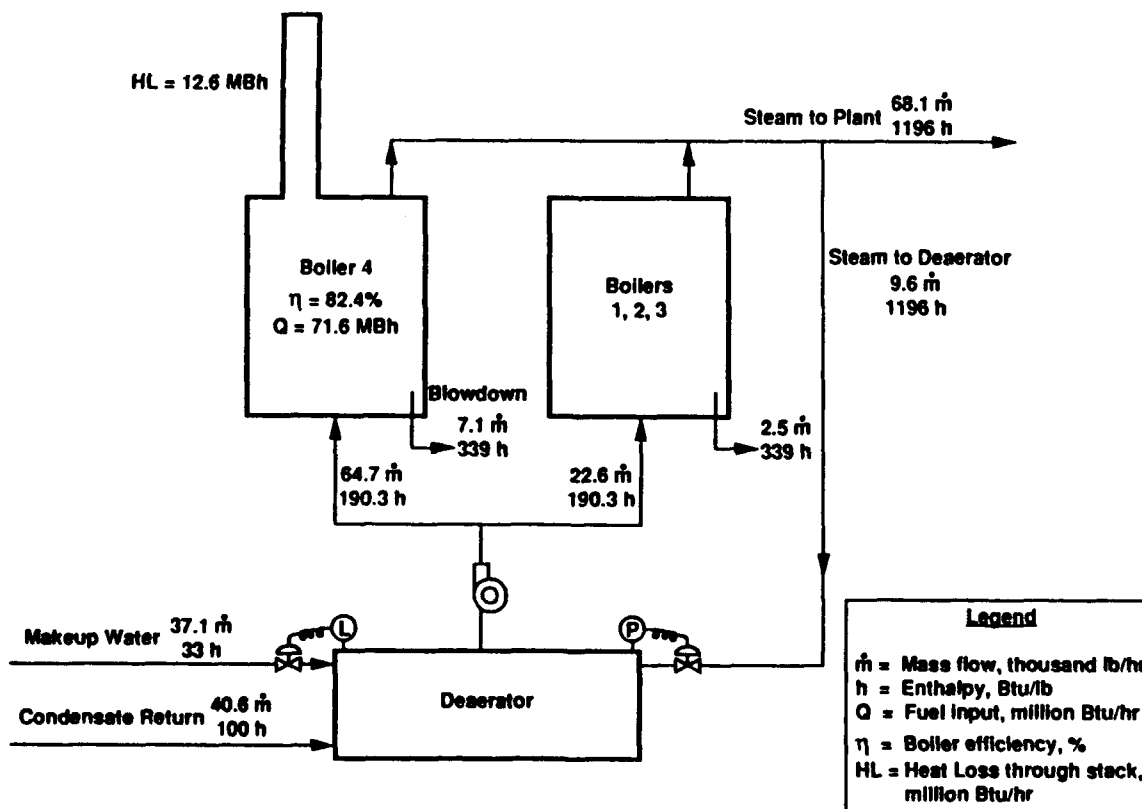 HL = 12.6 MBh
Steam to Plant
68.1 ṁ
1196 h
Boiler 4
η = 82.4%
Q = 71.6 MBh
Boilers
1, 2, 3
Steam to Deaerator
9.6 ṁ
1196 h
Blowdown
7.1 ṁ
339 h
2.5 ṁ
339 h
64.7 ṁ
190.3 h
22.6 ṁ
190.3 h
Makeup Water
37.1 ṁ
33 h
L
P
Condensate Return
40.6 ṁ
100 h
Deaerator
Legend
ṁ = Mass flow, thousand lb/hr
h = Enthalpy, Btu/lb
Q = Fuel input, million Btu/hr
η = Boiler efficiency, %
HL = Heat Loss through stack,
million Btu/hr